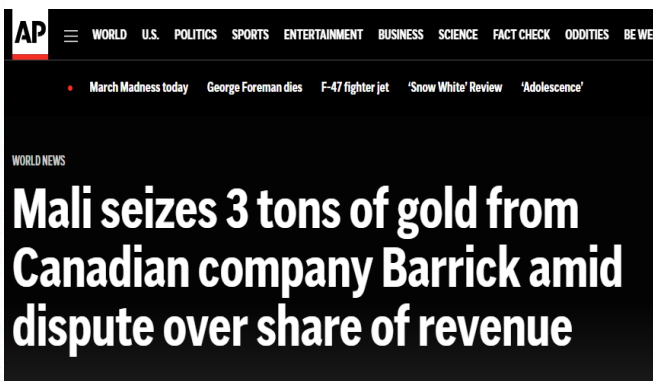 AP
WORLD U.S. POLITICS SPORTS ENTERTAINMENT BUSINESS SCIENCE FACT CHECK ODDITIES BE WE
March Madness today George Foreman dies F-47 fighter jet ‘Snow White’ Review ‘Adolescence’
WORLD NEWS
Mali seizes 3 tons of gold from
Canadian company Barrick amid
dispute over share of revenue